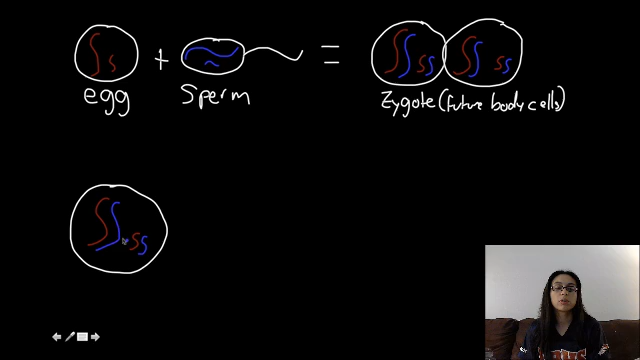 egg + Sperm = Zygote (future body cells)